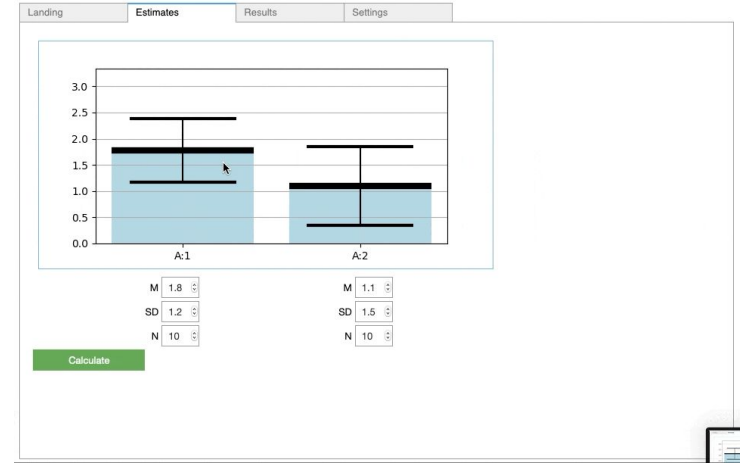 Landing Estimates Results Settings
3.0
2.5
2.0
1.5
1.0
0.5
0.0
A:1 A:2
M 1.8 M 1.1
SD 1.2 SD 1.5
N 10 N 10
Calculate